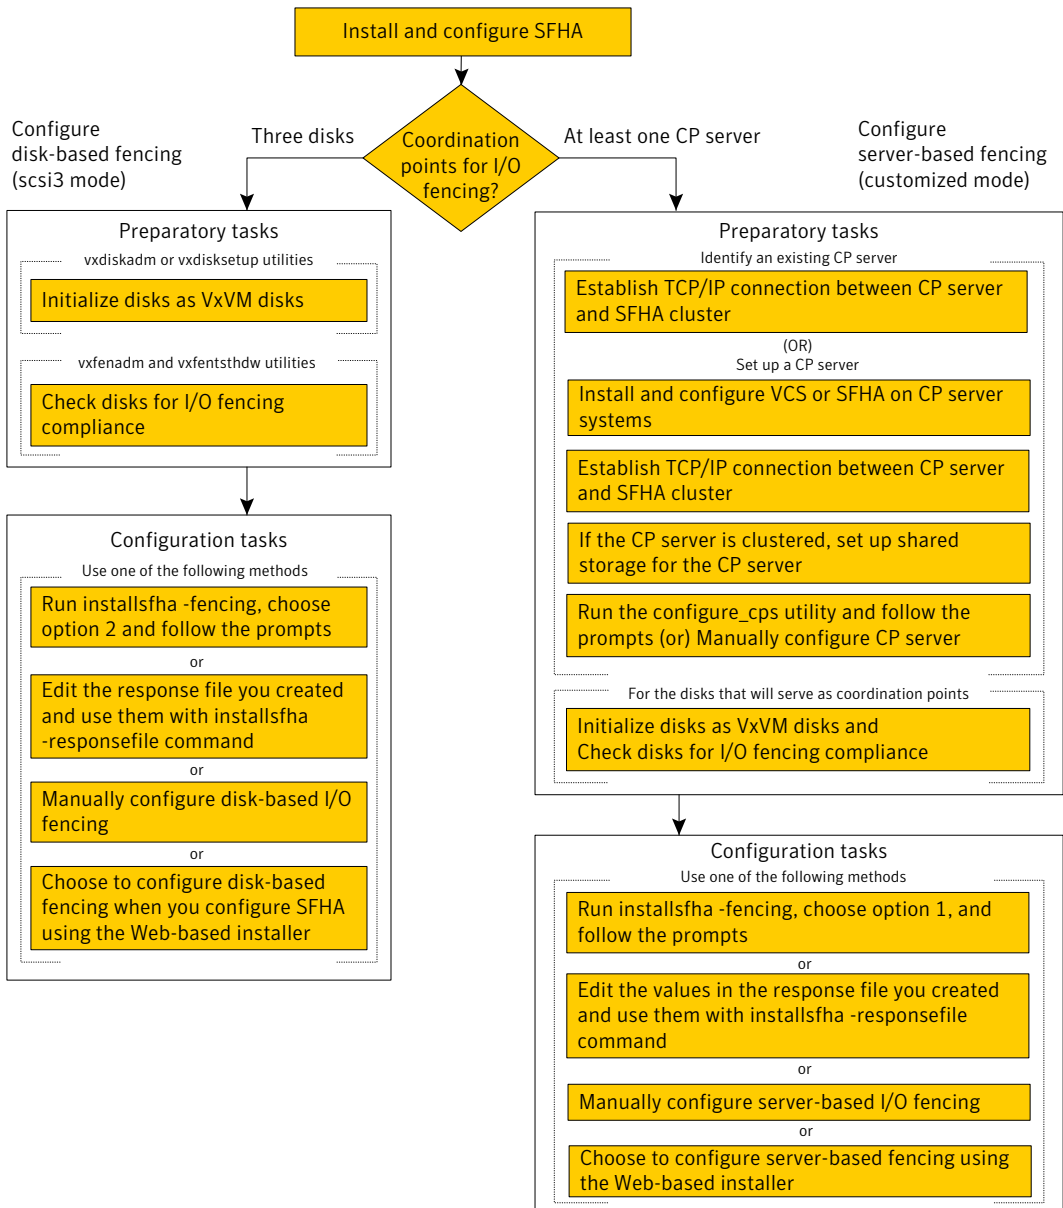 Install and configure SFHA
Coordination
points for I/O
fencing?
Three disks
At least one CP server
Configure
disk-based fencing
(scsi3 mode)
Preparatory tasks
vxdiskadm or vxdisksetup utilities
Initialize disks as VxVM disks
vxfenadm and vxfentsthdw utilities
Check disks for I/O fencing
compliance
Configuration tasks
Use one of the following methods
Run installsfha -fencing, choose
option 2 and follow the prompts
or
Edit the response file you created
and use them with installsfha
-responsefile command
or
Manually configure disk-based I/O
fencing
or
Choose to configure disk-based
fencing when you configure SFHA
using the Web-based installer
Configure
server-based fencing
(customized mode)
Preparatory tasks
Identify an existing CP server
Establish TCP/IP connection between CP server
and SFHA cluster
(OR)
Set up a CP server
Install and configure VCS or SFHA on CP server
systems
Establish TCP/IP connection between CP server
and SFHA cluster
If the CP server is clustered, set up shared
storage for the CP server
Run the configure_cps utility and follow the
prompts (or) Manually configure CP server
For the disks that will serve as coordination points
Initialize disks as VxVM disks and
Check disks for I/O fencing compliance
Configuration tasks
Use one of the following methods
Run installsfha -fencing, choose option 1, and
follow the prompts
or
Edit the values in the response file you created
and use them with installsfha -responsefile
command
or
Manually configure server-based I/O fencing
or
Choose to configure server-based fencing using
the Web-based installer